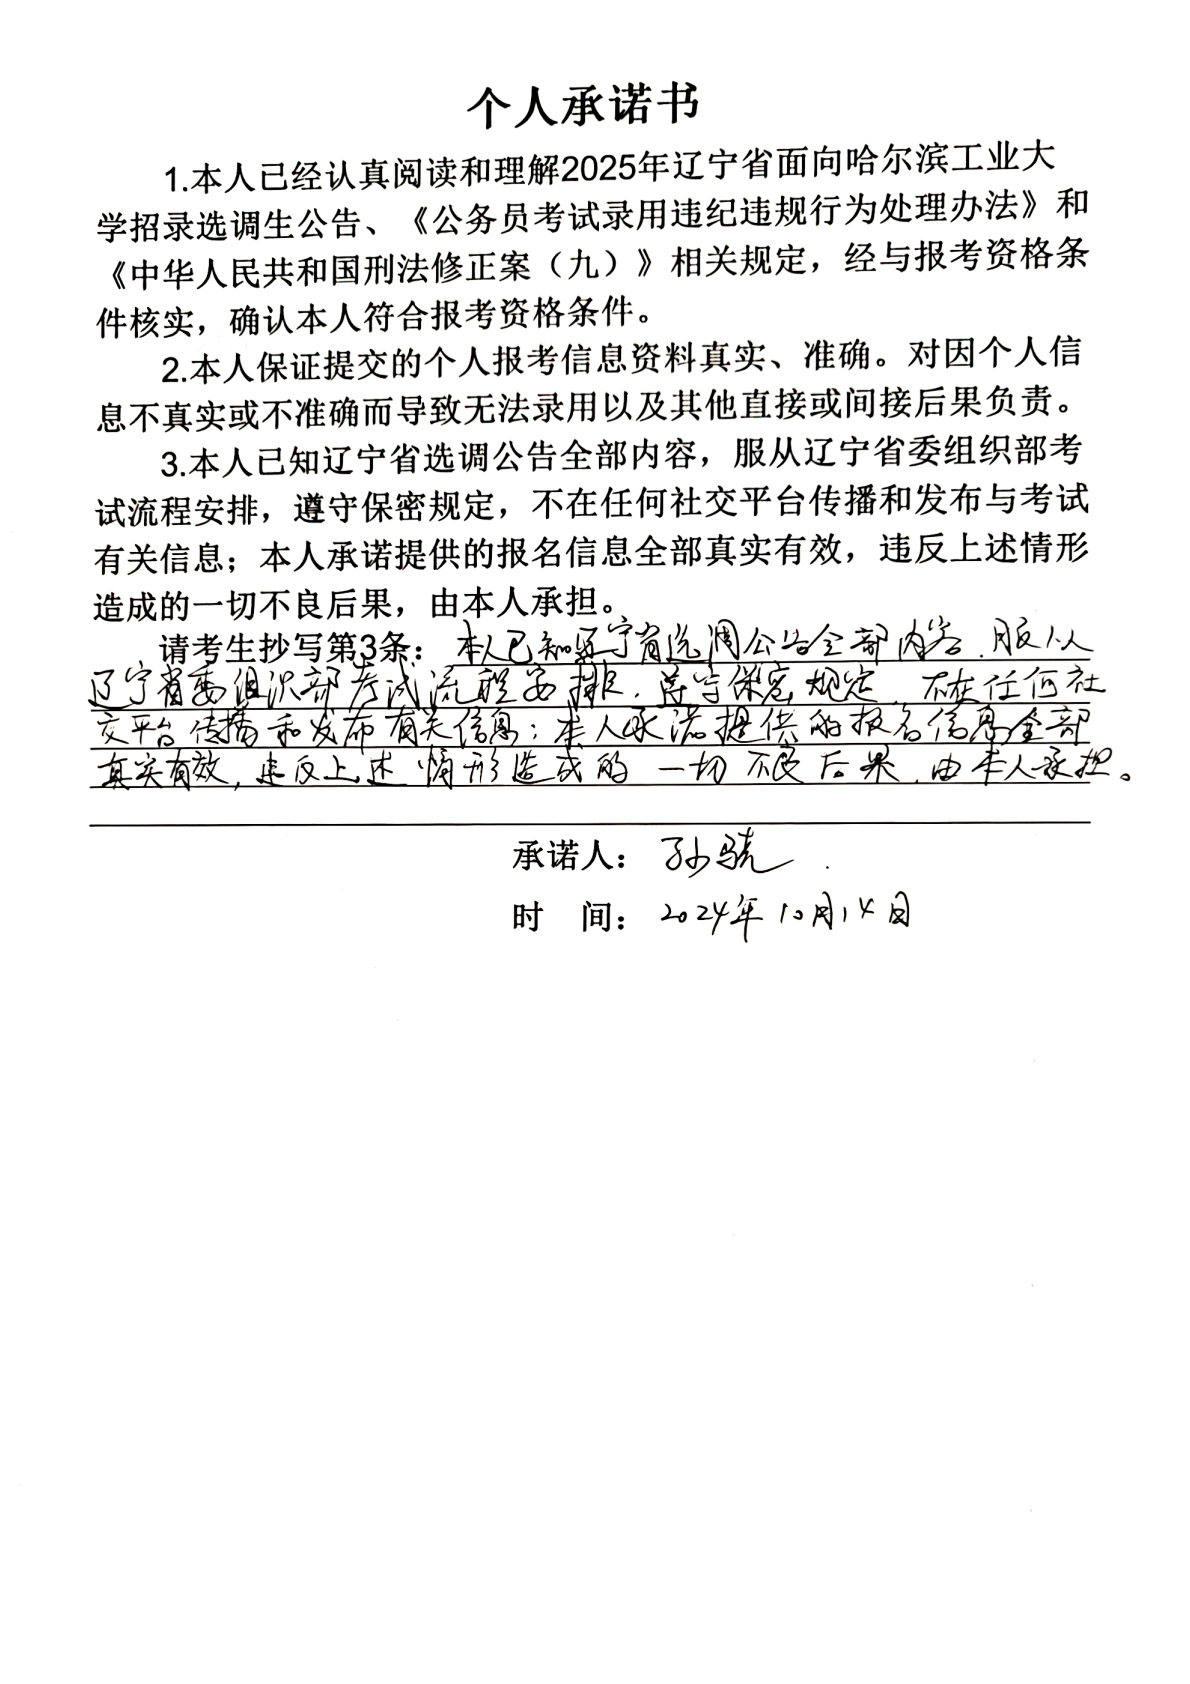 个人承诺书
1.本人已经认真阅读和理解2025年辽宁省面向哈尔滨工业大
学招录选调生公告、《公务员考试录用违纪违规行为处理办法》和
《中华人民共和国刑法修正案（九）》相关规定，经与报考资格条
件核实，确认本人符合报考资格条件。
2.本人保证提交的个人报考信息资料真实、准确。对因个人信
息不真实或不准确而导致无法录用以及其他直接或间接后果负责。
3.本人已知辽宁省选调公告全部内容，服从辽宁省委组织部考
试流程安排，遵守保密规定，不在任何社交平台传播和发布与考试
有关信息；本人承诺提供的报名信息全部真实有效，违反上述情形
造成的一切不良后果，由本人承担。
请考生抄写第3条：本人已知辽宁省选调公告全部内容，服从
辽宁省委组织部考试流程安排，遵守保密规定，不在任何社
交平台传播和发布有关信息；本人承诺提供的报名信息全部
真实有效，违反上述情形造成的一切不良后果，由本人承担。
承诺人：孙骁
时 间：2024年10月14日